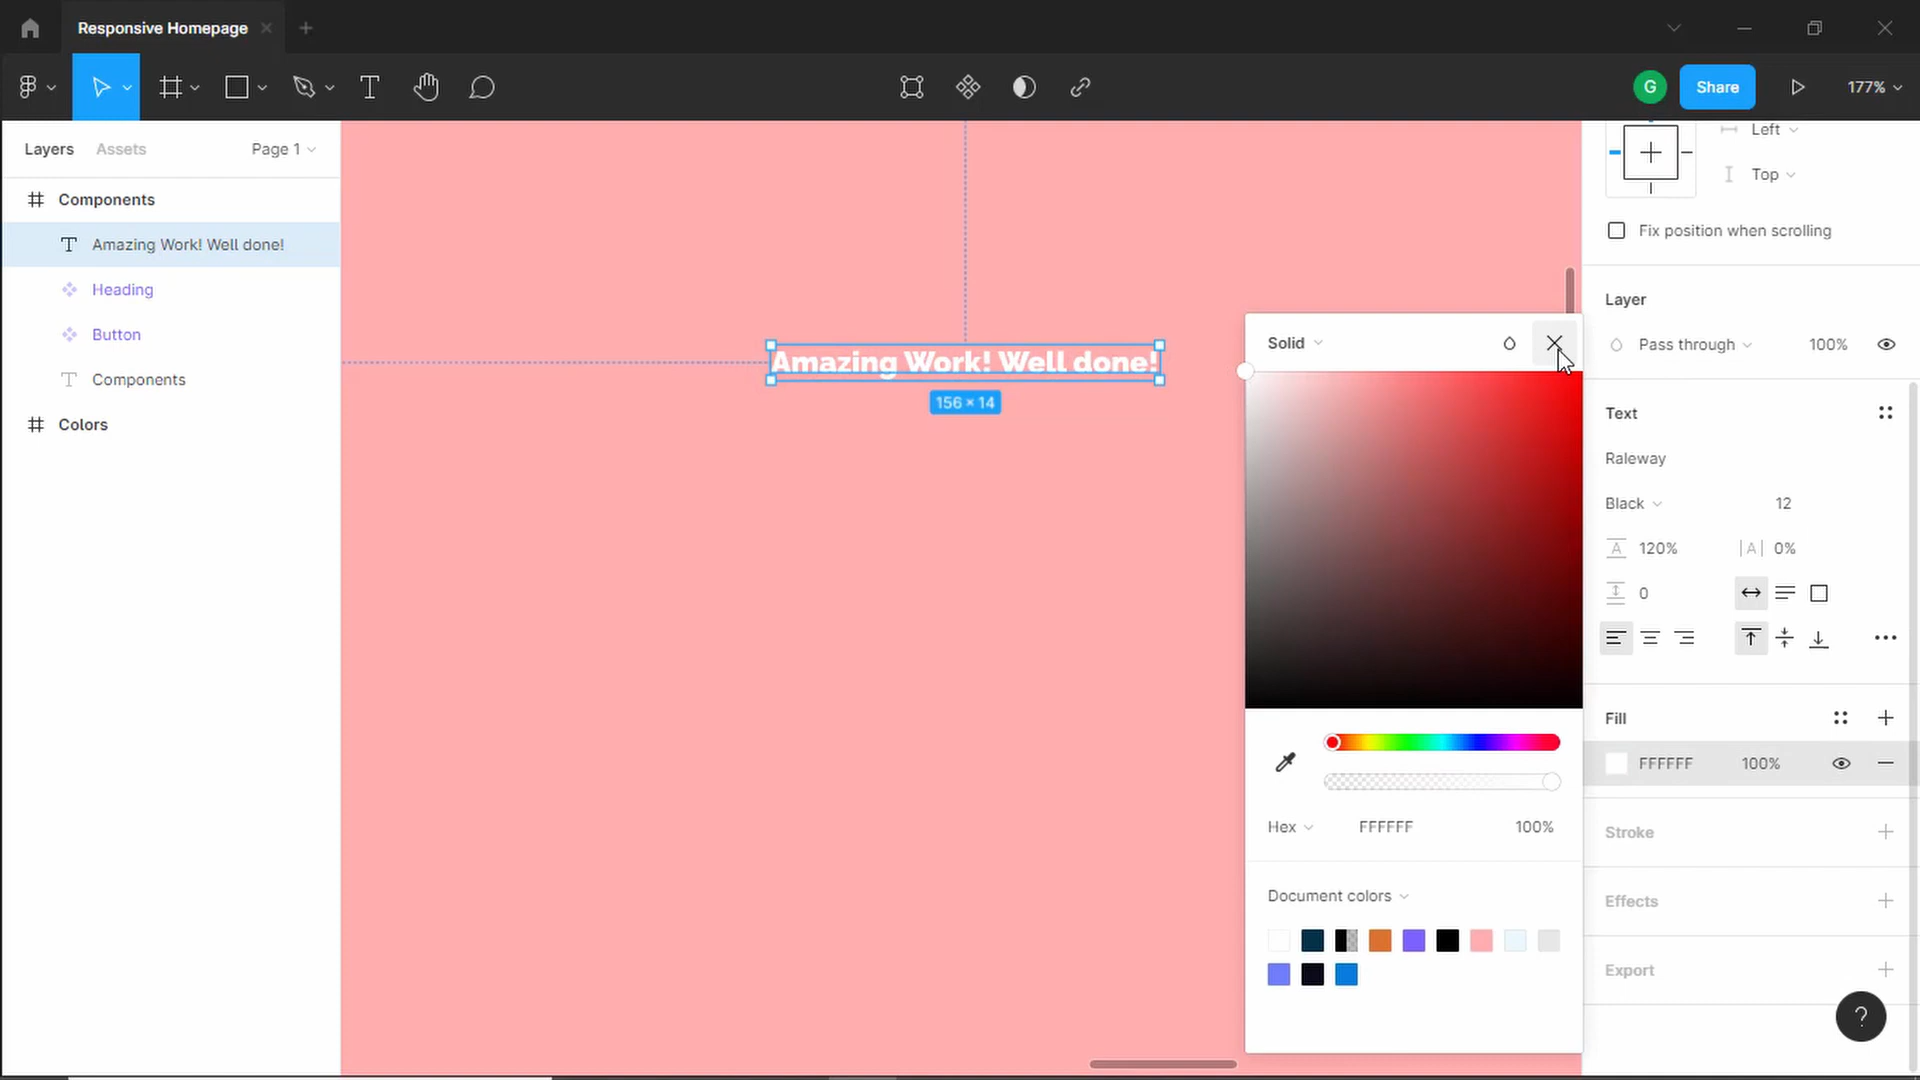 Responsive Homepage
G
Share
177%
Layers
Assets
Page 1
Components
Amazing Work! Well done!
Heading
Button
Components
Colors
Amazing Work! Well done!
156 × 14
Solid
Hex
FFFFFF
100%
Document colors
Left
Top
Fix position when scrolling
Layer
Pass through
100%
Text
Raleway
Black
12
120%
0%
0
Fill
FFFFFF
100%
Stroke
Effects
Export
?